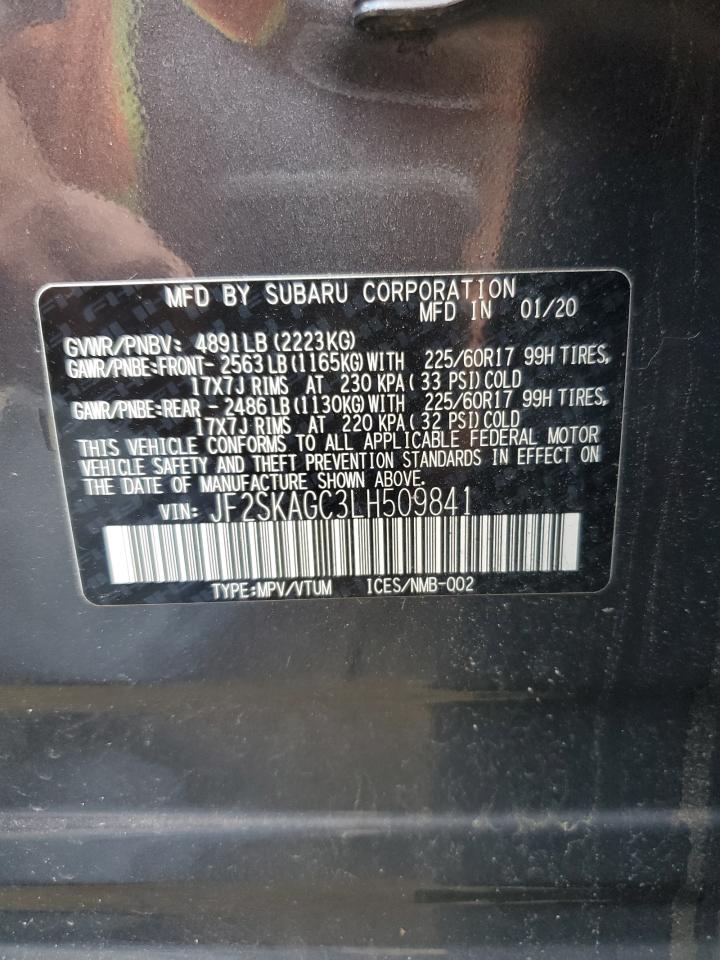 MFD BY SUBARU CORPORATION
MFD IN 01/20
GVWR/PNBV: 4891LB (2223KG)
GAWR/PNBE:FRONT- 2563LB (1165KG) WITH 225/60R17 99H TIRES,
17X7J RIMS AT 230 KPA ( 33 PSI) COLD
GAWR/PNBE:REAR - 2486LB (1130KG) WITH 225/60R17 99H TIRES,
17X7J RIMS AT 220 KPA ( 32 PSI) COLD
THIS VEHICLE CONFORMS TO ALL APPLICABLE FEDERAL MOTOR
VEHICLE SAFETY AND THEFT PREVENTION STANDARDS IN EFFECT ON
THE DATE OF MANUFACTURE SHOWN ABOVE.
VIN: JF2SKAGC3LH509841
TYPE:MPV/VTUM ICES/NMB-002